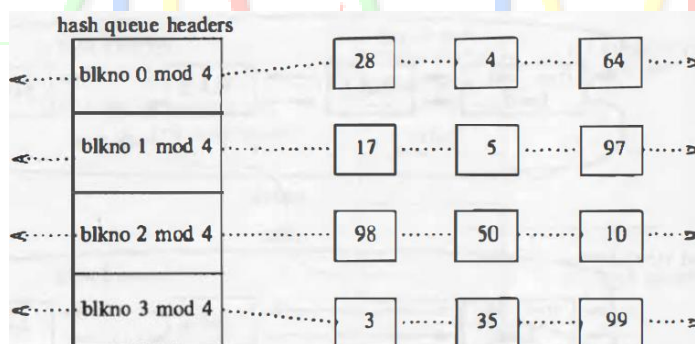 hash queue headers
blkno 0 mod 4 28 4 64
blkno 1 mod 4 17 5 97
blkno 2 mod 4 98 50 10
blkno 3 mod 4 3 35 99